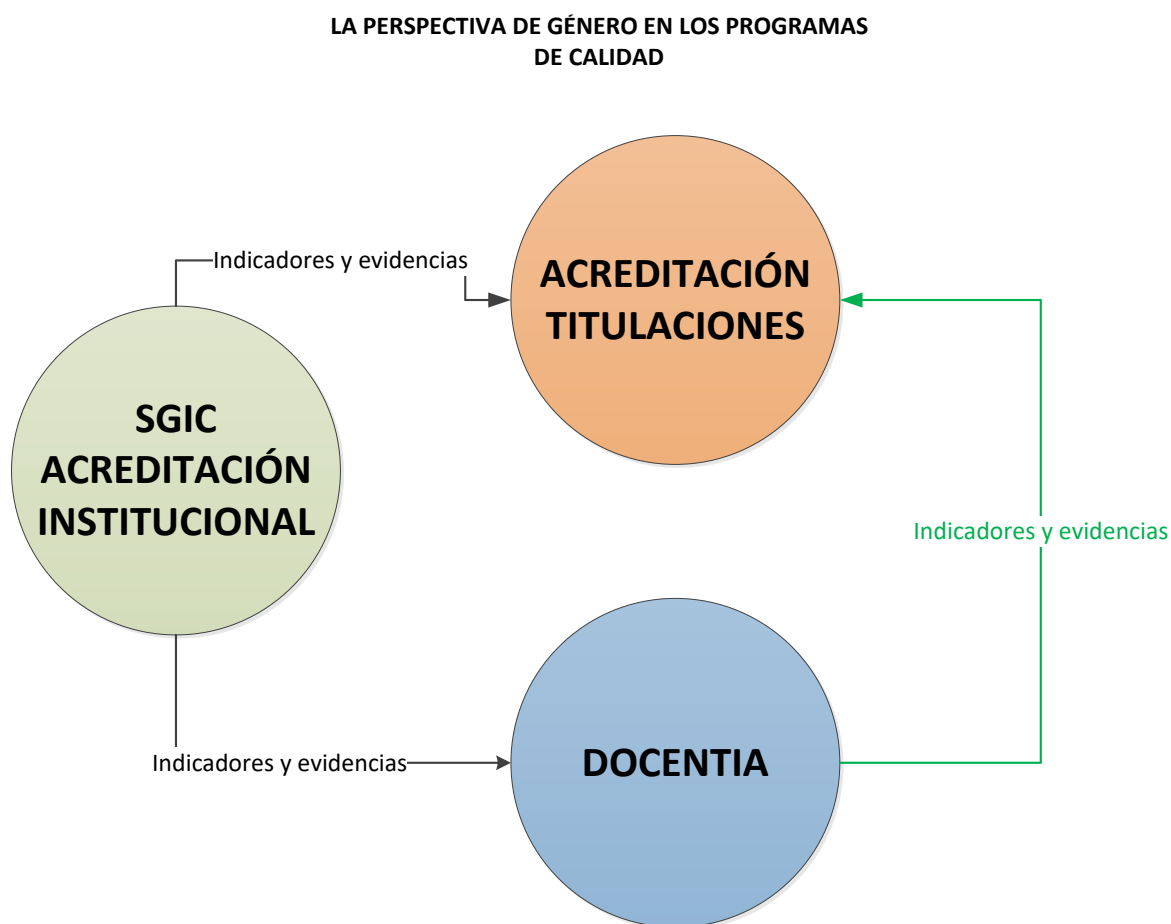 LA PERSPECTIVA DE GÉNERO EN LOS PROGRAMAS
DE CALIDAD
Indicadores y evidencias
ACREDITACIÓN
TITULACIONES
SGIC
ACREDITACIÓN
INSTITUCIONAL
Indicadores y evidencias
Indicadores y evidencias
DOCENTIA